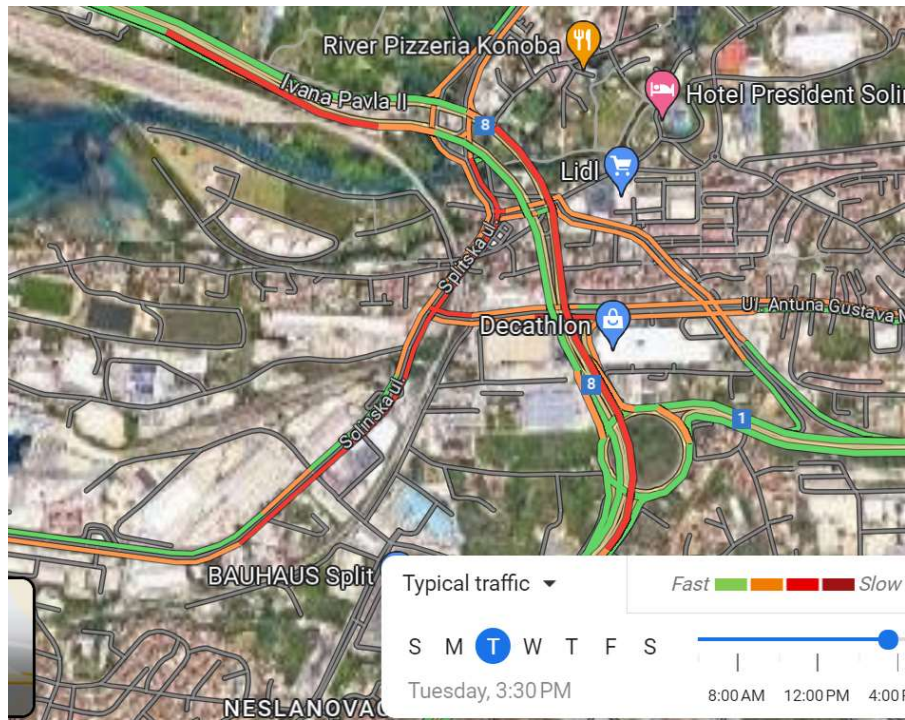 River Pizzeria Konoba
Ivana Pavla II
Hotel President Solin
8
Lidl
Splitska ul.
Decathlon
Ul. Antuna Gustava M
8
1
Solinska ul.
BAUHAUS Split
Typical traffic
Fast
Slow
S M T W T F S
Tuesday, 3:30 PM
8:00 AM 12:00 PM 4:00 P
NESLANOVAC